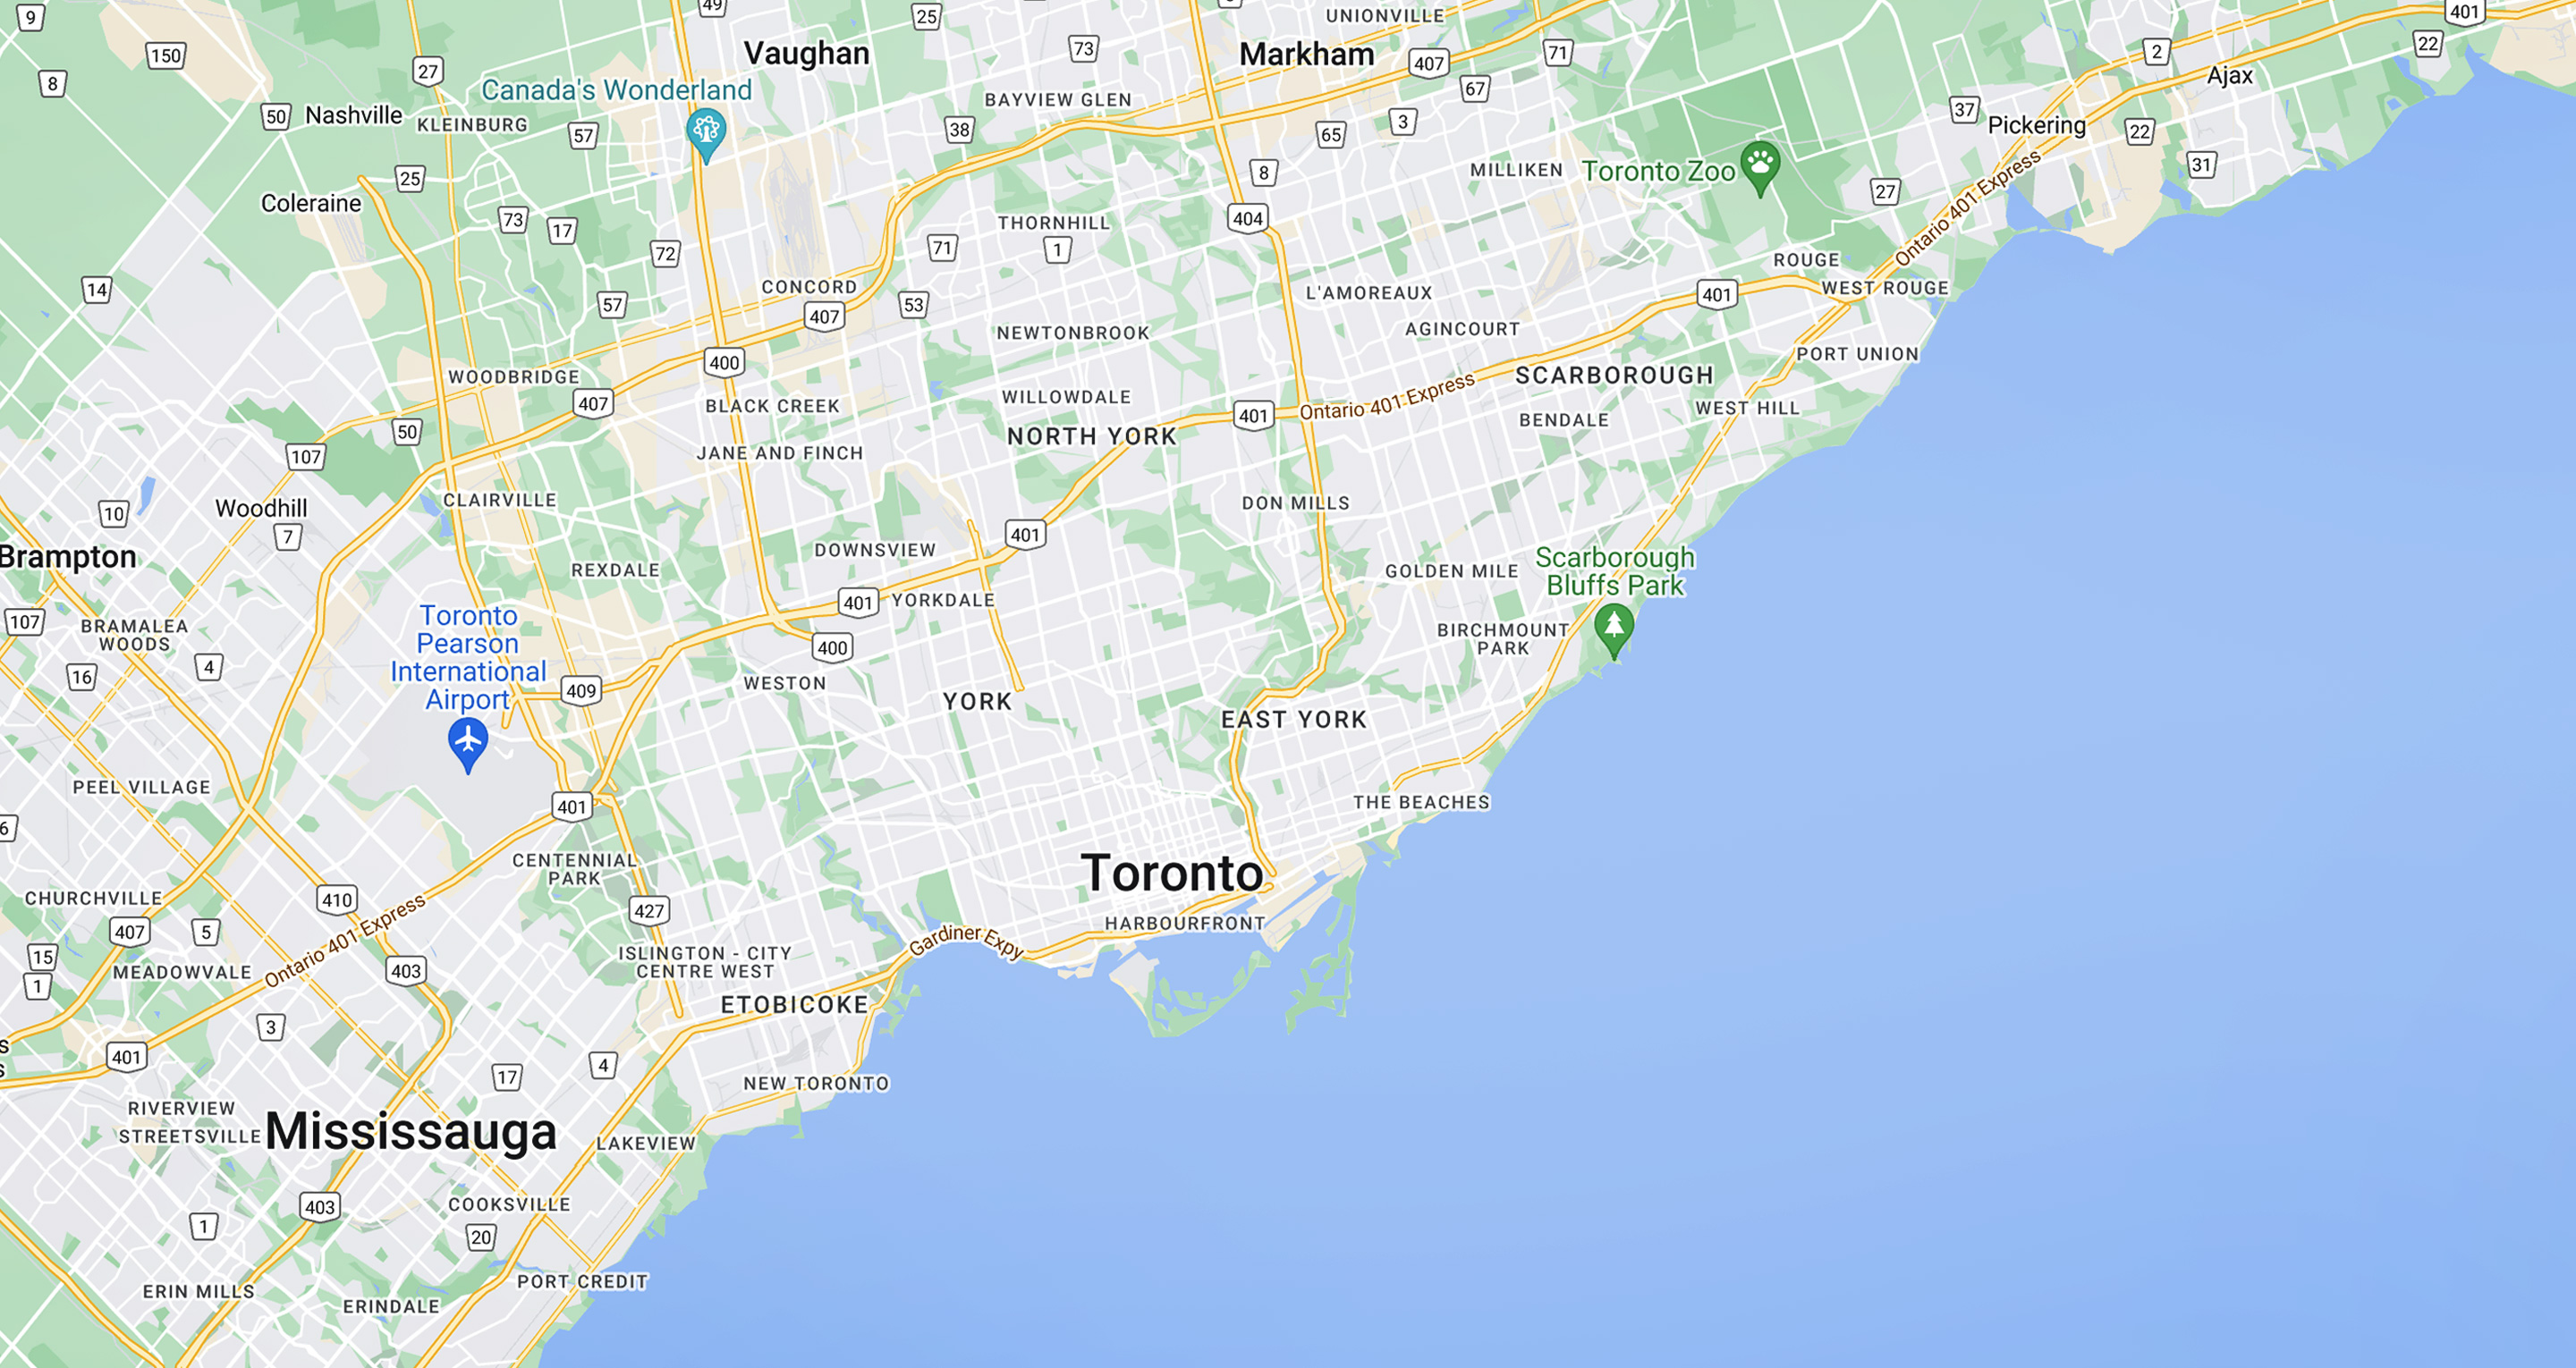 9
150
27
49
25
73
UNIONVILLE
407
71
401
22
2
Vaughan
Markham
Ajax
8
Canada's Wonderland
67
50
Nashville
KLEINBURG
57
BAYVIEW GLEN
38
65
3
37
Pickering
22
31
25
Coleraine
73
17
72
THORNHILL
1
71
8
404
MILLIKEN
Toronto Zoo
27
Ontario 401 Express
14
57
CONCORD
407
53
L'AMOREAUX
ROUGE
WEST ROUGE
401
NEWTONBROOK
AGINCOURT
400
WOODBRIDGE
407
BLACK CREEK
WILLOWDALE
Ontario 401 Express
SCARBOROUGH
PORT UNION
50
JANE AND FINCH
NORTH YORK
401
BENDALE
WEST HILL
107
CLAIRVILLE
DON MILLS
10
Woodhill
7
Brampton
REXDALE
DOWNSVIEW
401
GOLDEN MILE
Scarborough
Bluffs Park
107
BRAMALEA
WOODS
Toronto
Pearson
International
Airport
401
YORKDALE
400
BIRCHMOUNT
PARK
16
4
409
WESTON
YORK
EAST YORK
PEEL VILLAGE
401
THE BEACHES
6
CENTENNIAL
PARK
Toronto
CHURCHVILLE
410
427
HARBOURFRONT
407
5
Ontario 401 Express
Gardiner Expy
15
1
MEADOWVALE
403
ISLINGTON - CITY
CENTRE WEST
ETOBICOKE
3
s
s
401
17
4
NEW TORONTO
RIVERVIEW
STREETSVILLE
Mississauga
LAKEVIEW
403
COOKSVILLE
1
20
PORT CREDIT
ERIN MILLS
ERINDALE